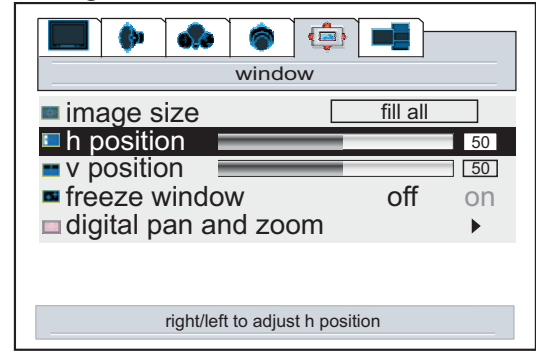 window
image size fill all
h position 50
v position 50
freeze window off on
digital pan and zoom
right/left to adjust h position